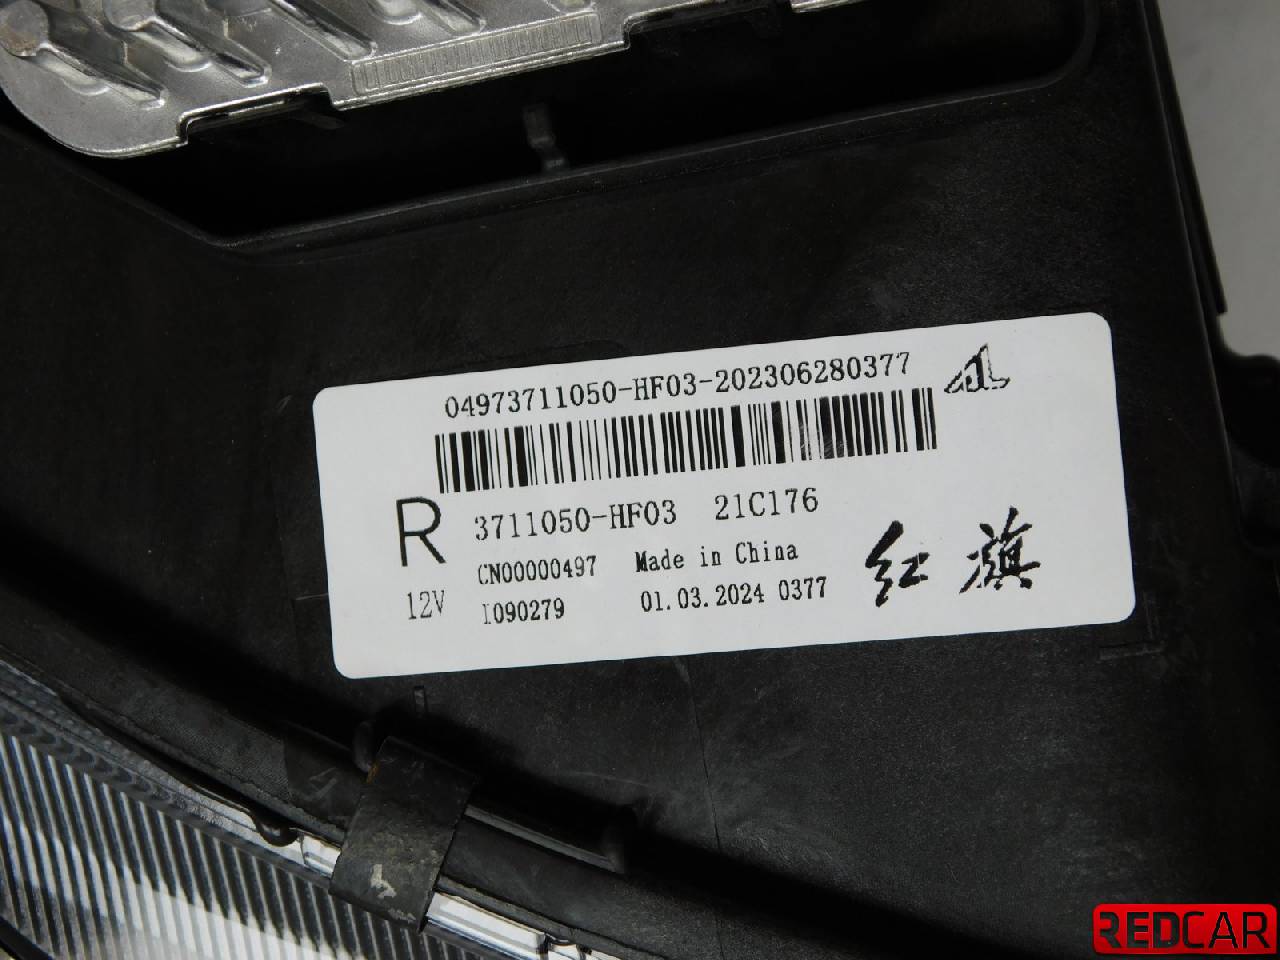 04973711050-HF03-202306280377
R
3711050-HF03 21C176
CN00000497 Made in China
12V
I090279 01.03.2024 0377
红旗
REDCAR